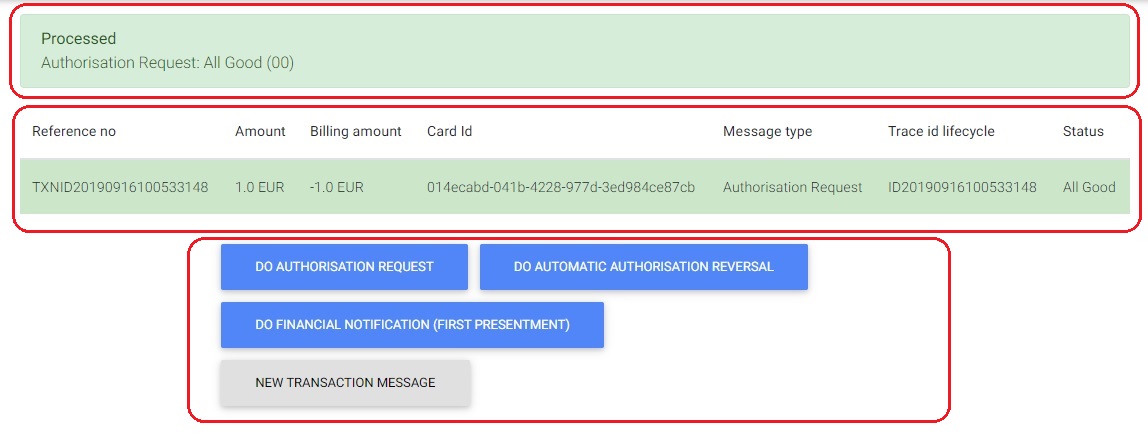 Processed
Authorisation Request: All Good (00)
Reference no Amount Billing amount Card Id Message type Trace id lifecycle Status
TXNID20190916100533148 1.0 EUR -1.0 EUR 014ecabd-041b-4228-977d-3ed984ce87cb Authorisation Request ID20190916100533148 All Good
DO AUTHORISATION REQUEST DO AUTOMATIC AUTHORISATION REVERSAL
DO FINANCIAL NOTIFICATION (FIRST PRESENTMENT)
NEW TRANSACTION MESSAGE